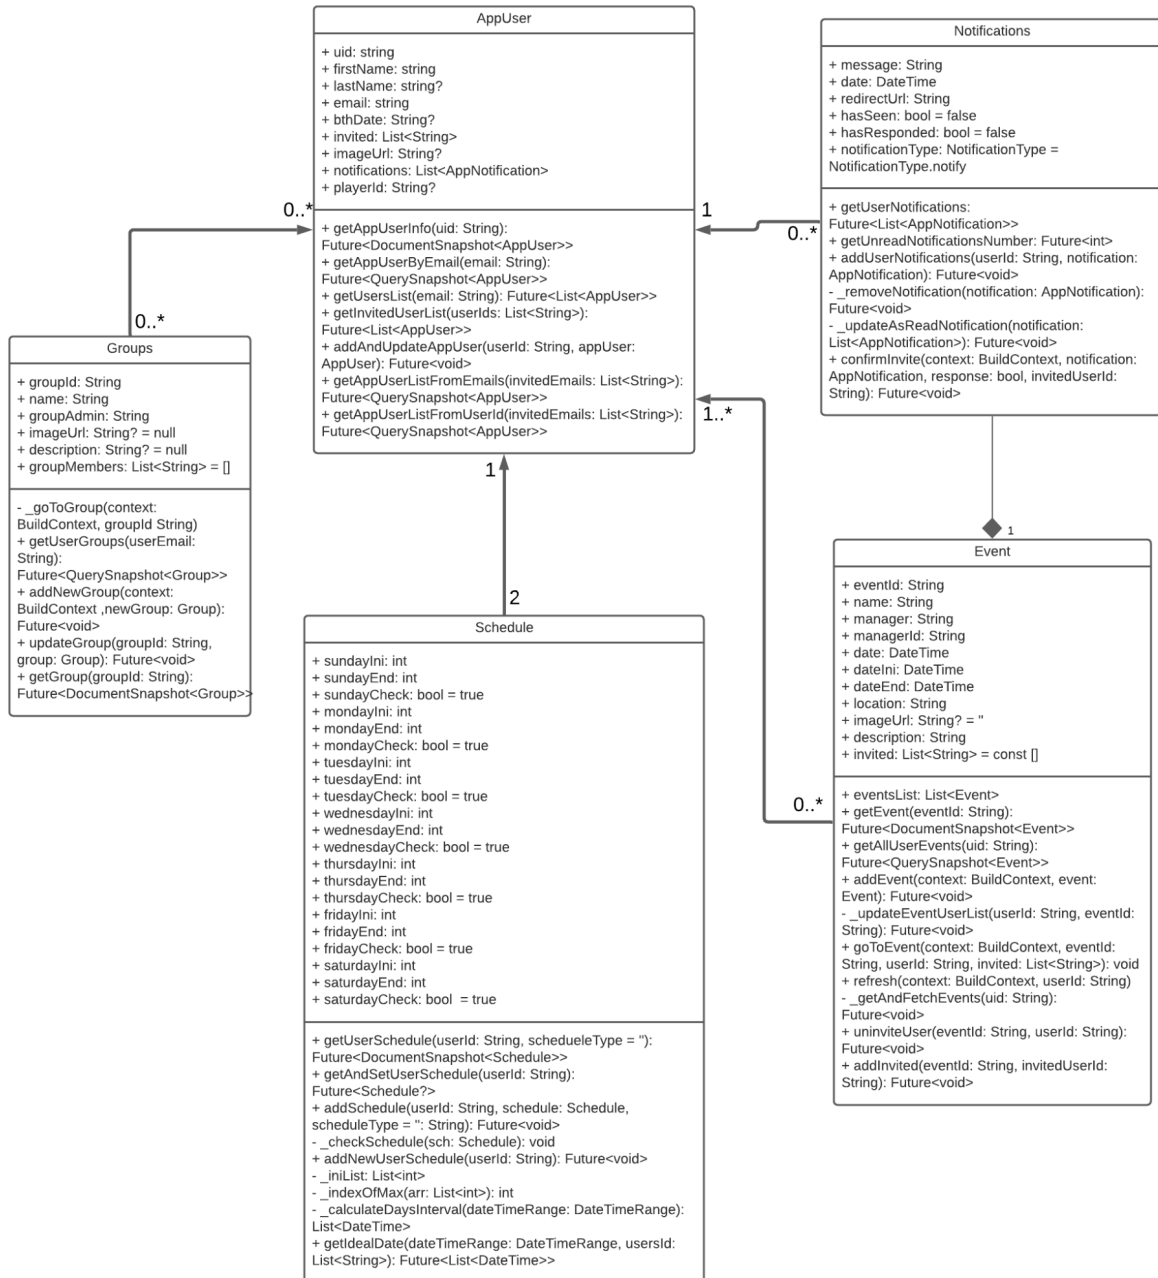 AppUser
+ uid: string
+ firstName: string
+ lastName: string?
+ email: string
+ bthDate: String?
+ invited: List<String>
+ imageUrl: String?
+ notifications: List<AppNotification>
+ playerId: String?
+ getAppUserInfo(uid: String):
Future<DocumentSnapshot<AppUser>>
+ getAppUserByEmail(email: String):
Future<QuerySnapshot<AppUser>>
+ getUsersList(email: String): Future<List<AppUser>>
+ getInvitedUserList(userIds: List<String>):
Future<List<AppUser>>
+ addAndUpdateAppUser(userId: String, appUser:
AppUser): Future<void>
+ getAppUserListFromEmails(invitedEmails: List<String>):
Future<QuerySnapshot<AppUser>>
+ getAppUserListFromUserId(invitedEmails: List<String>):
Future<QuerySnapshot<AppUser>>
Notifications
+ message: String
+ date: DateTime
+ redirectUrl: String
+ hasSeen: bool = false
+ hasResponded: bool = false
+ notificationType: NotificationType =
NotificationType.notify
+ getUserNotifications:
Future<List<AppNotification>>
+ getUnreadNotificationsNumber: Future<int>
+ addUserNotifications(userId: String, notification:
AppNotification): Future<void>
- _removeNotification(notification: AppNotification):
Future<void>
- _updateAsReadNotification(notification:
List<AppNotification>): Future<void>
+ confirmInvite(context: BuildContext, notification:
AppNotification, response: bool, invitedUserId:
String): Future<void>
0..*
1
0..*
0..*
1..*
1
Groups
+ groupId: String
+ name: String
+ groupAdmin: String
+ imageUrl: String? = null
+ description: String? = null
+ groupMembers: List<String> = []
- _goToGroup(context:
BuildContext, groupId String)
+ getUserGroups(userEmail:
String):
Future<QuerySnapshot<Group>>
+ addNewGroup(context:
BuildContext ,newGroup: Group):
Future<void>
+ updateGroup(groupId: String,
group: Group): Future<void>
+ getGroup(groupId: String):
Future<DocumentSnapshot<Group>>
2
Schedule
+ sundayIni: int
+ sundayEnd: int
+ sundayCheck: bool = true
+ mondayIni: int
+ mondayEnd: int
+ mondayCheck: bool = true
+ tuesdayIni: int
+ tuesdayEnd: int
+ tuesdayCheck: bool = true
+ wednesdayIni: int
+ wednesdayEnd: int
+ wednesdayCheck: bool = true
+ thursdayIni: int
+ thursdayEnd: int
+ thursdayCheck: bool = true
+ fridayIni: int
+ fridayEnd: int
+ fridayCheck: bool = true
+ saturdayIni: int
+ saturdayEnd: int
+ saturdayCheck: bool = true
+ getUserSchedule(userId: String, schedueleType = ''):
Future<DocumentSnapshot<Schedule>>
+ getAndSetUserSchedule(userId: String):
Future<Schedule?>
+ addSchedule(userId: String, schedule: Schedule,
scheduleType = '': String): Future<void>
- _checkSchedule(sch: Schedule): void
+ addNewUserSchedule(userId: String): Future<void>
- _iniList: List<int>
- _indexOfMax(arr: List<int>): int
- _calculateDaysInterval(dateTimeRange: DateTimeRange):
List<DateTime>
+ getIdealDate(dateTimeRange: DateTimeRange, usersId:
List<String>): Future<List<DateTime>>
1
Event
+ eventId: String
+ name: String
+ manager: String
+ managerId: String
+ date: DateTime
+ dateIni: DateTime
+ dateEnd: DateTime
+ location: String
+ imageUrl: String? = ''
+ description: String
+ invited: List<String> = const []
0..*
+ eventsList: List<Event>
+ getEvent(eventId: String):
Future<DocumentSnapshot<Event>>
+ getAllUserEvents(uid: String):
Future<QuerySnapshot<Event>>
+ addEvent(context: BuildContext, event:
Event): Future<void>
- _updateEventUserList(userId: String, eventId:
String): Future<void>
+ goToEvent(context: BuildContext, eventId:
String, userId: String, invited: List<String>): void
+ refresh(context: BuildContext, userId: String)
- _getAndFetchEvents(uid: String):
Future<void>
+ uninviteUser(eventId: String, userId: String):
Future<void>
+ addInvited(eventId: String, invitedUserId:
String): Future<void>